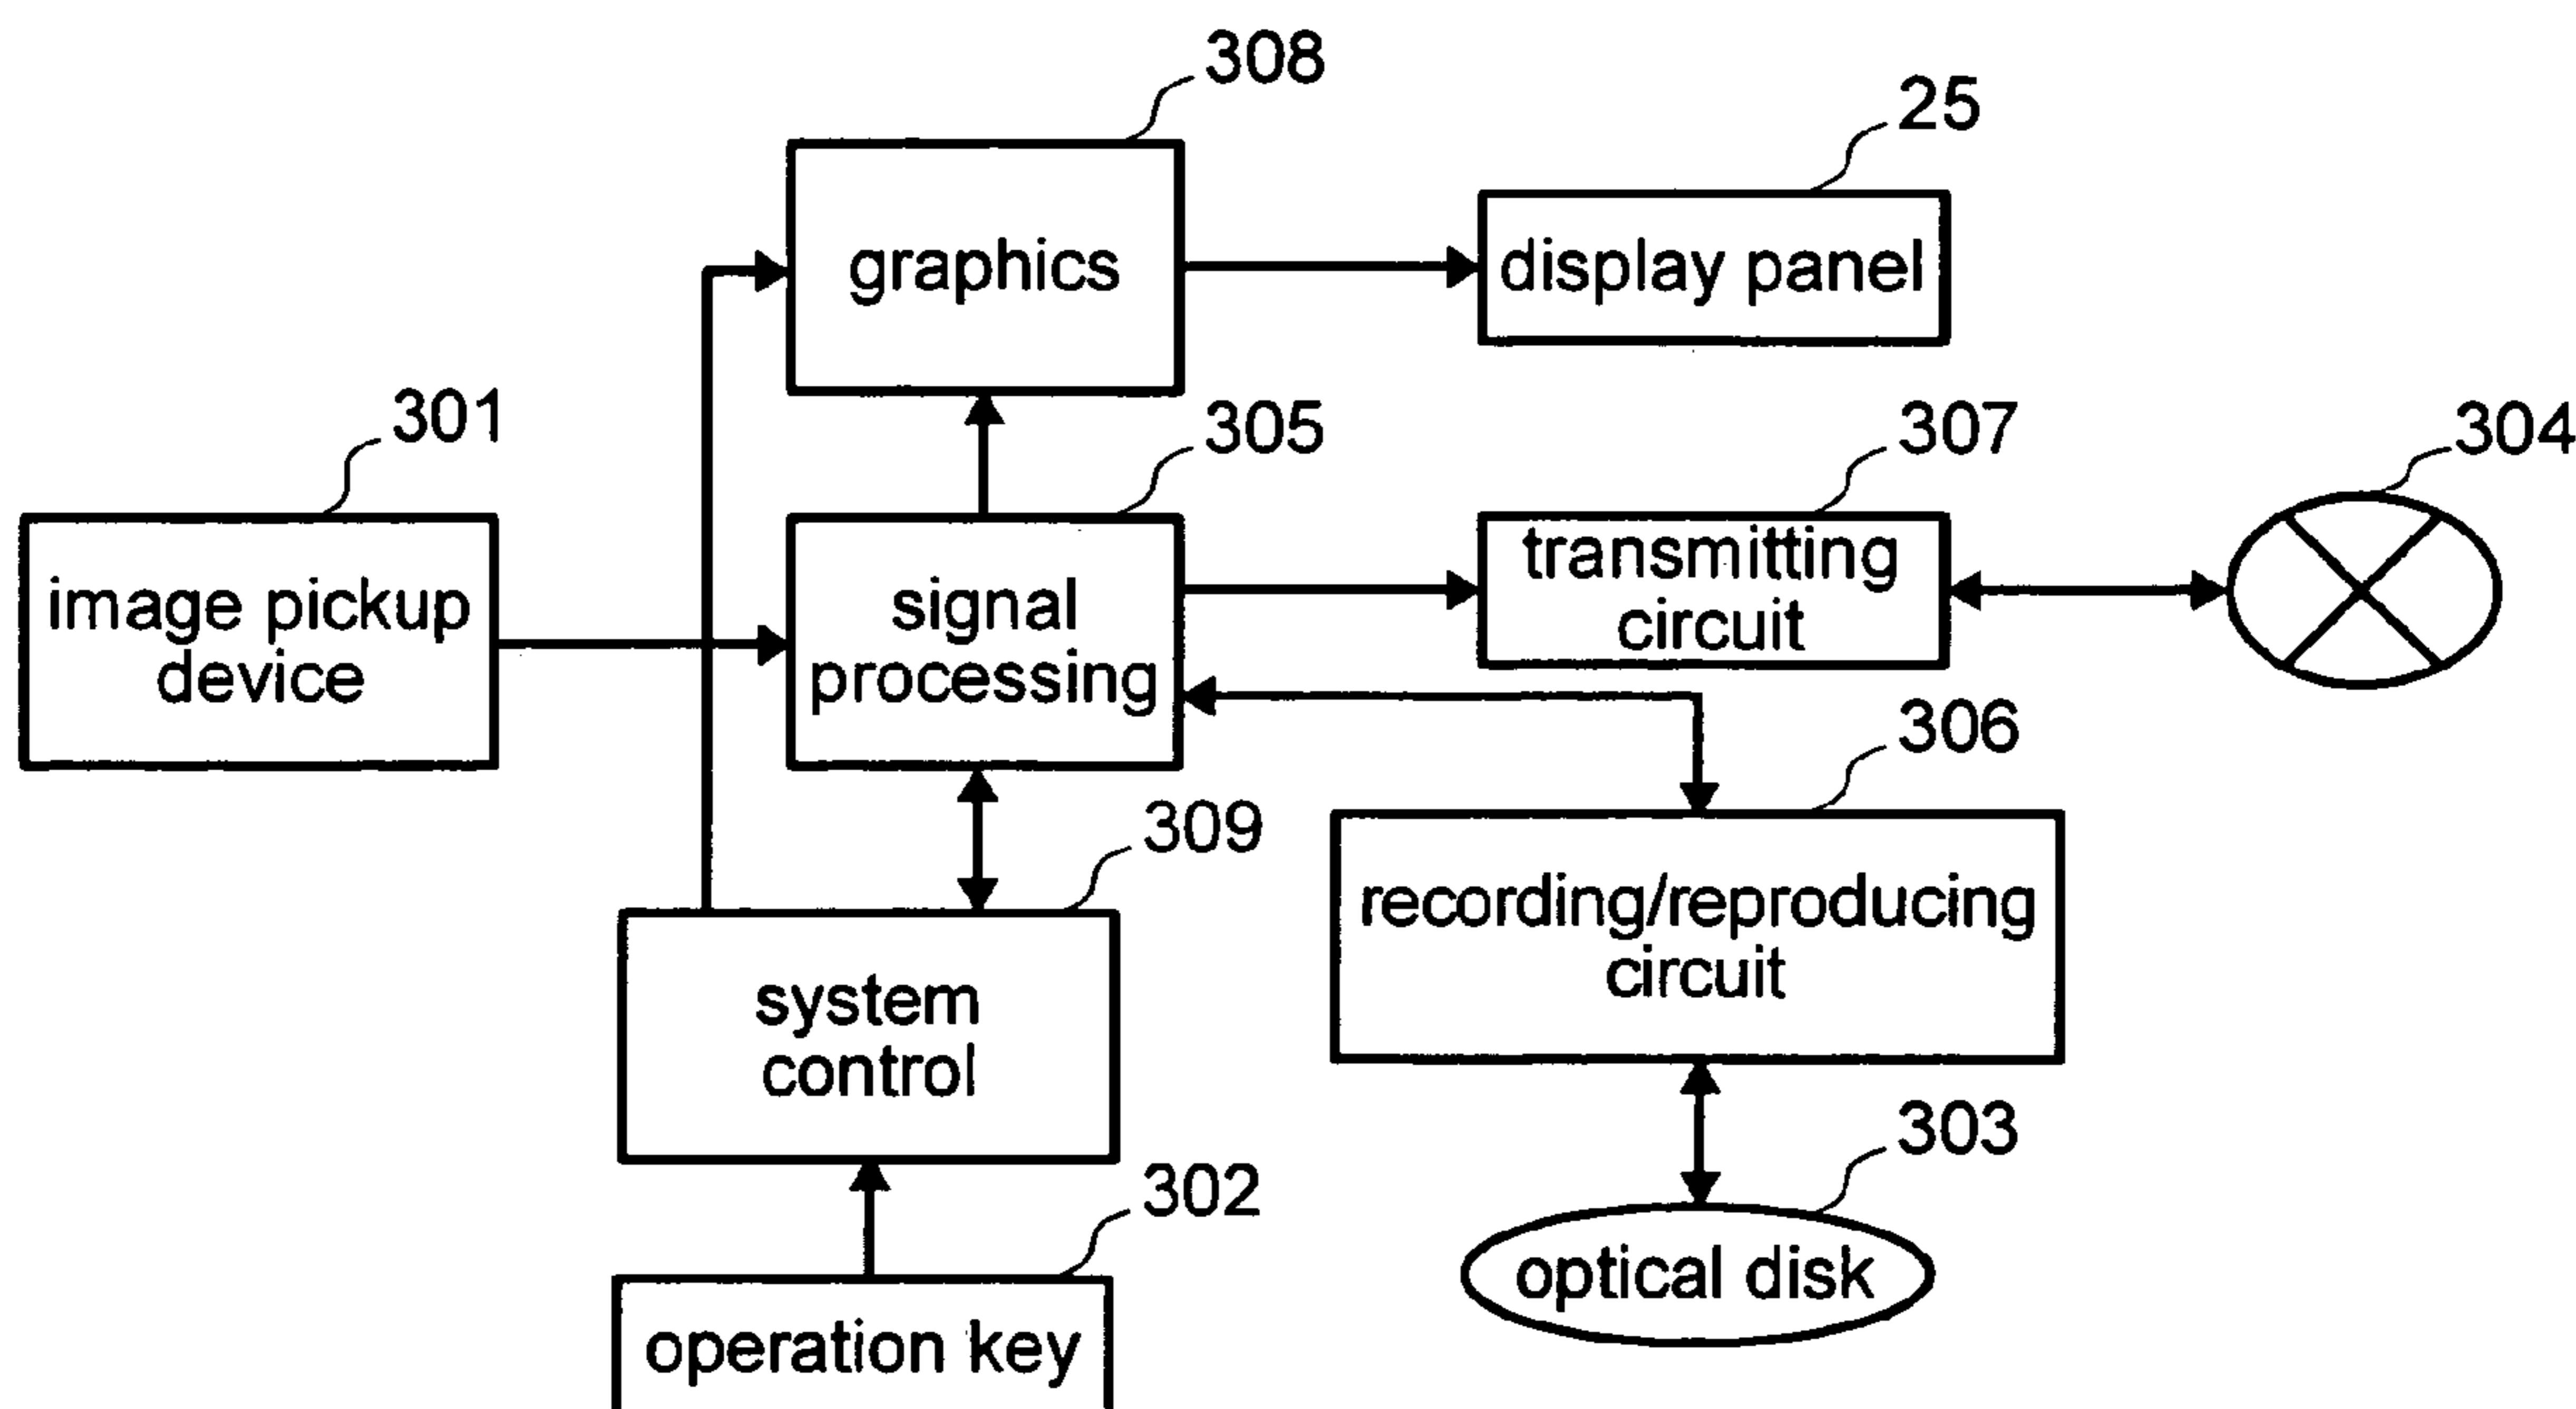 308
25
graphics
display panel
301
305
307
304
image pickup
device
signal
processing
transmitting
circuit
306
309
recording/reproducing
circuit
system
control
302
303
optical disk
operation key